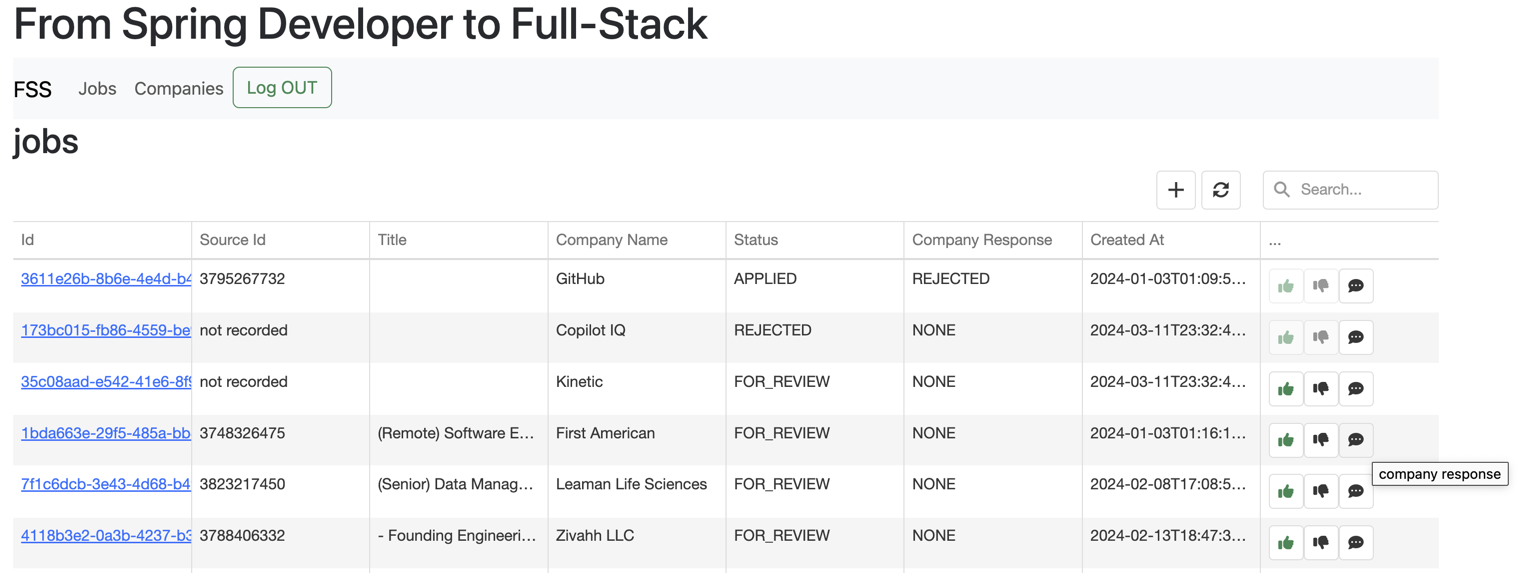 From Spring Developer to Full-Stack
FSS Jobs Companies Log OUT
jobs
Search...
Id Source Id Title Company Name Status Company Response Created At ...
3611e26b-8b6e-4e4d-b4 3795267732 GitHub APPLIED REJECTED 2024-01-03T01:09:5...
173bc015-fb86-4559-be not recorded Copilot IQ REJECTED NONE 2024-03-11T23:32:4...
35c08aad-e542-41e6-8f9 not recorded Kinetic FOR_REVIEW NONE 2024-03-11T23:32:4...
1bda663e-29f5-485a-bb 3748326475 (Remote) Software E... First American FOR_REVIEW NONE 2024-01-03T01:16:1...
company response
7f1c6dcb-3e43-4d68-b4 3823217450 (Senior) Data Manag... Leaman Life Sciences FOR_REVIEW NONE 2024-02-08T17:08:5...
4118b3e2-0a3b-4237-b3 3788406332 - Founding Engineeri... Zivahh LLC FOR_REVIEW NONE 2024-02-13T18:47:3...